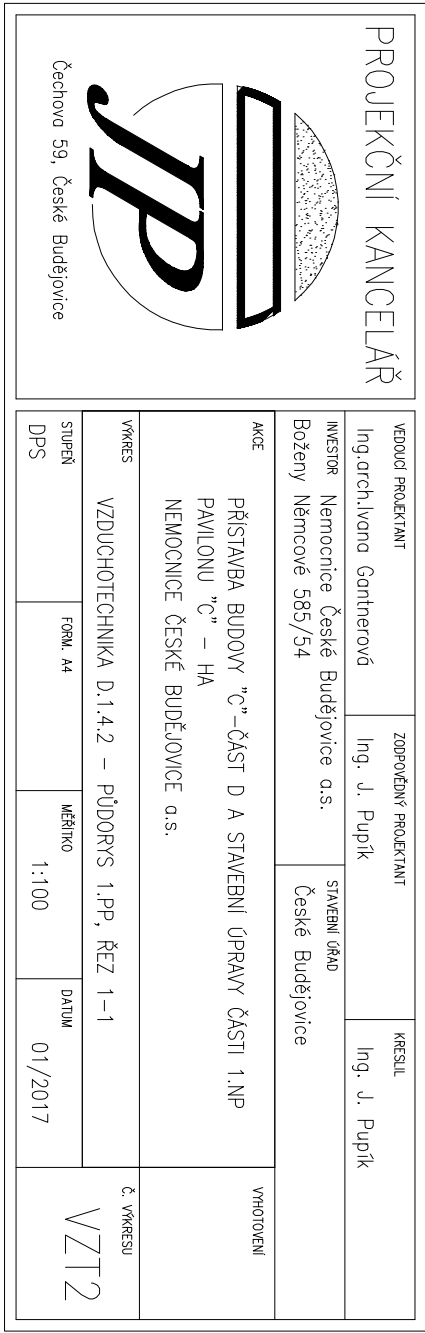 PROJEKČNÍ KANCELÁŘ
JP
Čechova 59, České Budějovice
VEDOUCÍ PROJEKTANT
Ing.arch.Ivana Gantnerová
ZODPOVĚDNÝ PROJEKTANT
Ing. J. Pupík
KRESLIL
Ing. J. Pupík
INVESTOR Nemocnice České Budějovice a.s.
Boženy Němcové 585/54
STAVEBNÍ ÚŘAD
České Budějovice
AKCE
PŘÍSTAVBA BUDOVY "C"-ČÁST D A STAVEBNÍ ÚPRAVY ČÁSTI 1.NP
PAVILONU "C" - HA
NEMOCNICE ČESKÉ BUDĚJOVICE a.s.
VYHOTOVENÍ
VÝKRES
VZDUCHOTECHNIKA D.1.4.2 - PŮDORYS 1.PP, ŘEZ 1-1
Č. VÝKRESU
VZT2
STUPEŇ
DPS
FORM. A4
MĚŘÍTKO
1:100
DATUM
01/2017